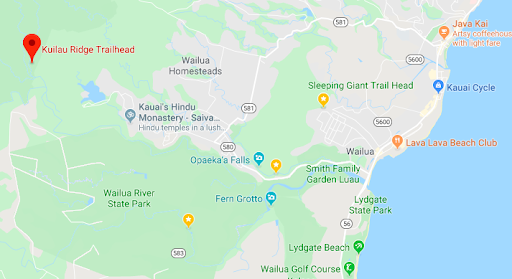 581
Java Kai
Artsy coffeehouse
with light fare
Kuilau Ridge Trailhead
Wailua
Homesteads
5600
Sleeping Giant Trail Head
Kauai Cycle
Kauai's Hindu
Monastery - Saiva...
Hindu temples in a lush...
581
5600
Lava Lava Beach Club
580
Wailua
Opaeka'a Falls
Smith Family
Garden Luau
Wailua River
State Park
Fern Grotto
Lydgate
State Park
56
583
Lydgate Beach
Wailua Golf Course